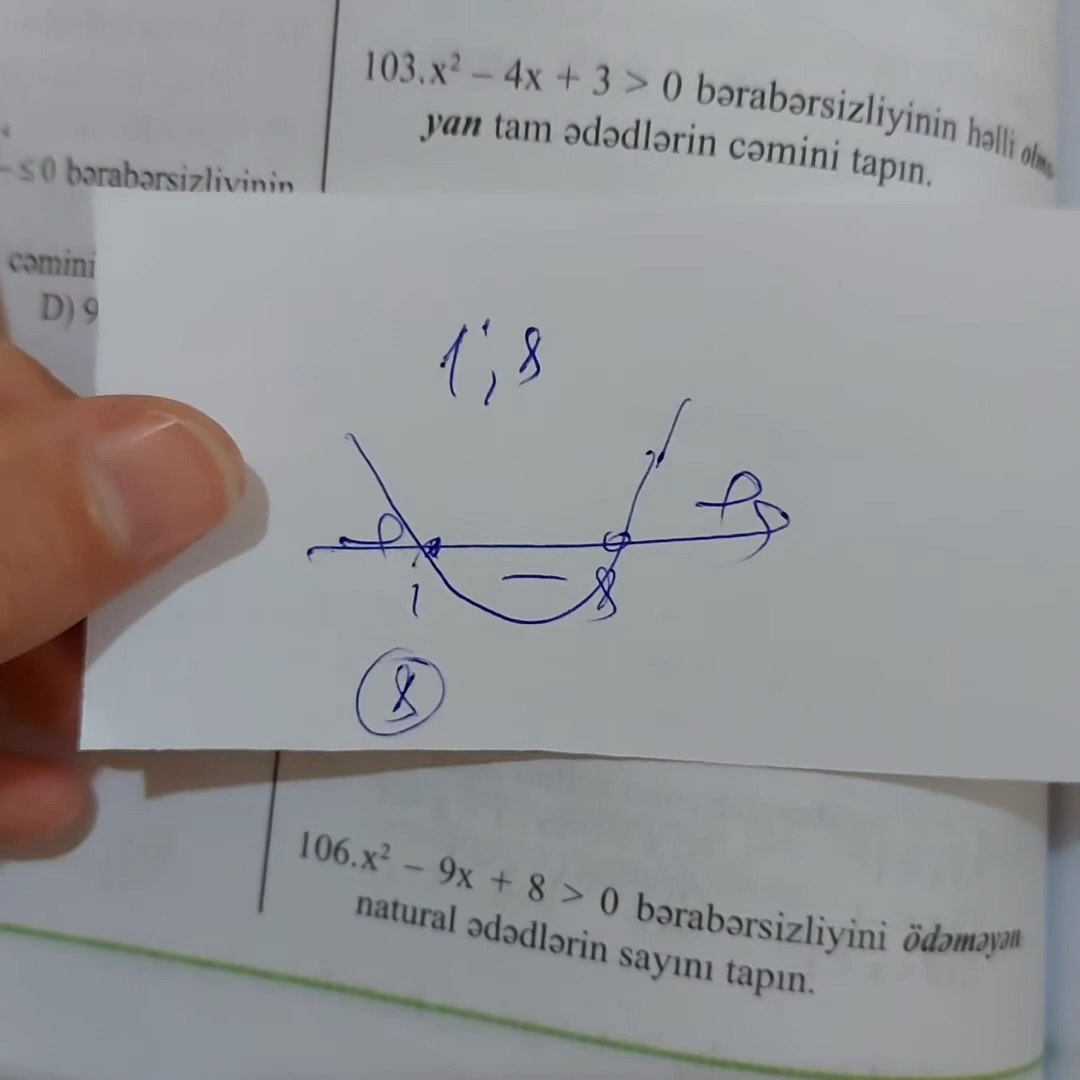 103. x² – 4x + 3 > 0 bərabərsizliyinin həlli
yan tam ədədlərin cəmini tapın.
≤ 0 bərabərsizliyinin
cəmini
D) 9
1; 8
1
8
8
106. x² – 9x + 8 > 0 bərabərsizliyini ödəməyən
natural ədədlərin sayını tapın.